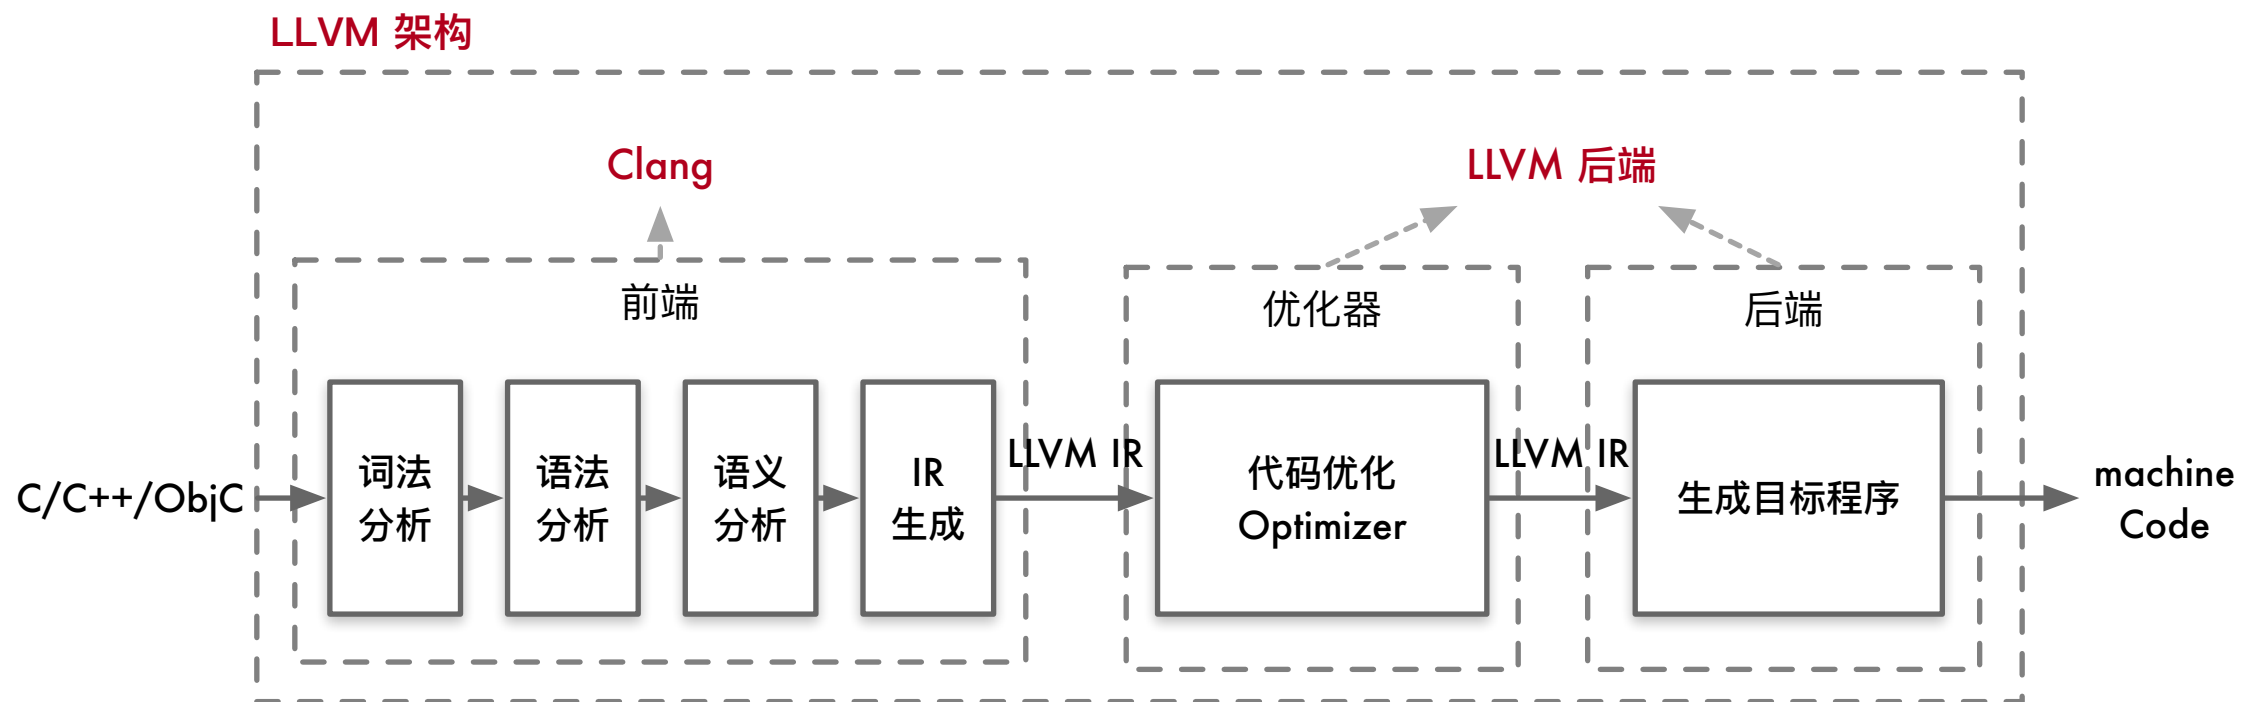 LLVM 架构
Clang
LLVM 后端
前端
优化器
后端
C/C++/ObjC
词法
分析
语法
分析
语义
分析
IR
生成
LLVM IR
代码优化
Optimizer
LLVM IR
生成目标程序
machine
Code